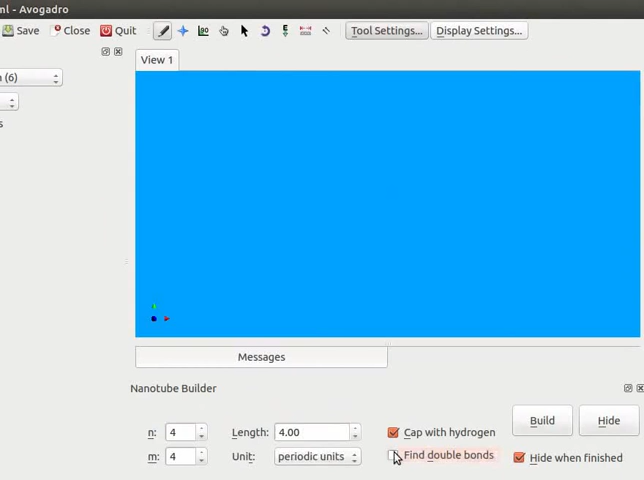 ml - Avogadro
Save Close Quit Tool Settings... Display Settings...
View 1
n (6)
s
Messages
Nanotube Builder
n: 4 Length: 4.00 Cap with hydrogen Build Hide
m: 4 Unit: periodic units Find double bonds Hide when finished